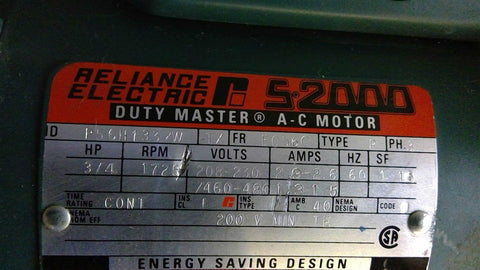 RELIANCE
ELECTRIC
S-2000
DUTY MASTER® A-C MOTOR
ID FR TYPE P PH. 3
HP RPM VOLTS AMPS HZ SF
3/4 1725 208-230 60
/460
TIME RATING CONT INS. CL. F INS. AMB C 40 NEMA DESIGN CODE
NEMA NOM EFF 200 V MIN
ENERGY SAVING DESIGN